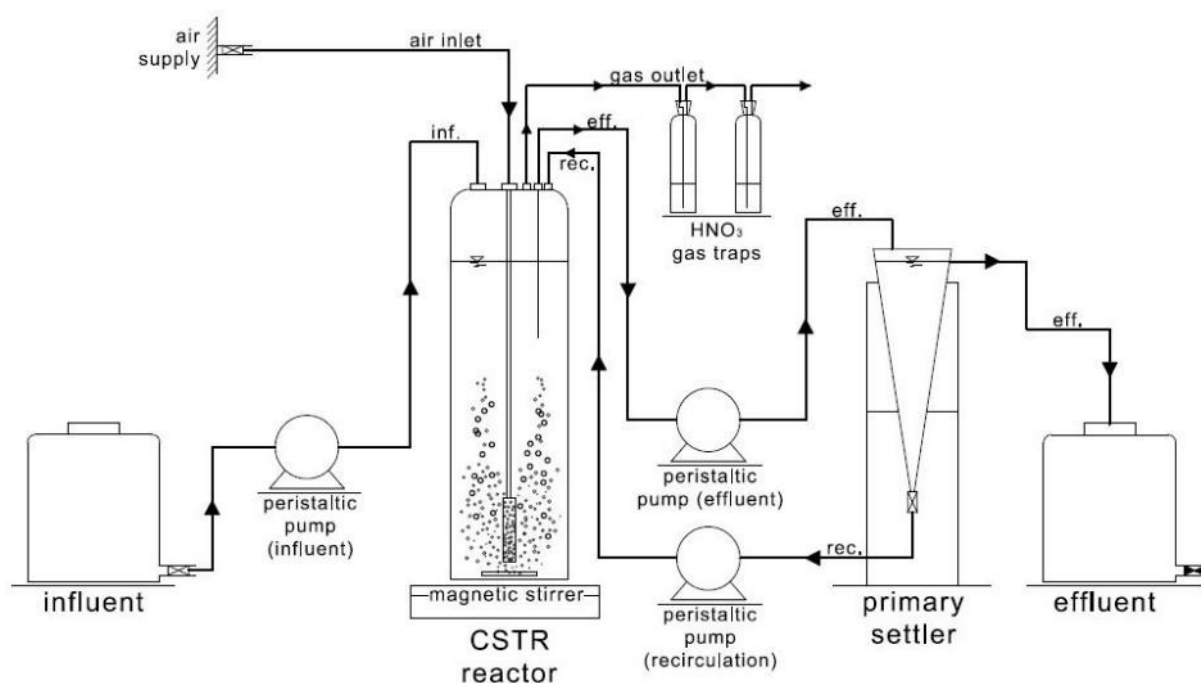 air
supply
air inlet
gas outlet
inf.
eff.
rec.
HNO₃
gas traps
eff.
eff.
peristaltic
pump
(influent)
peristaltic
pump (effluent)
rec.
influent
magnetic stirrer
CSTR
reactor
peristaltic
pump
(recirculation)
primary
settler
effluent